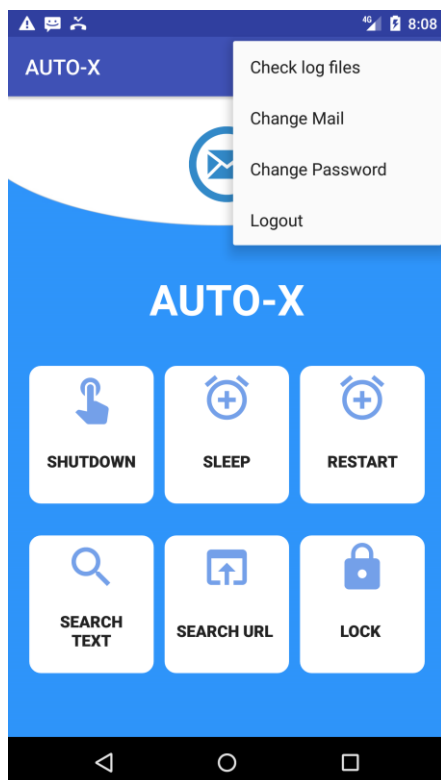 4G 8:08
AUTO-X
Check log files
Change Mail
Change Password
Logout
AUTO-X
SHUTDOWN
SLEEP
RESTART
SEARCH
TEXT
SEARCH URL
LOCK